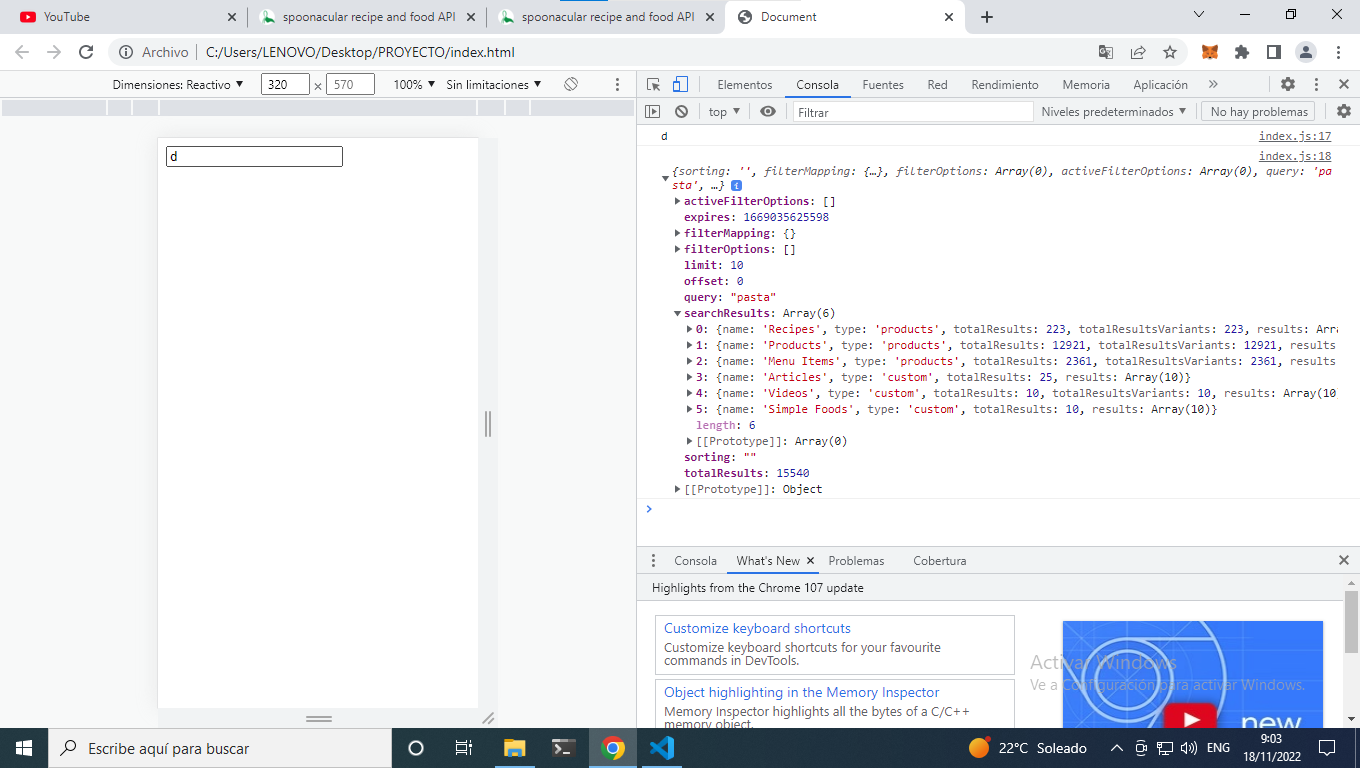 YouTube
spoonacular recipe and food API
spoonacular recipe and food API
Document
Archivo
C:/Users/LENOVO/Desktop/PROYECTO/index.html
Dimensiones: Reactivo ▼ 320 × 570 100% ▼ Sin limitaciones ▼
Elementos Consola Fuentes Red Rendimiento Memoria Aplicación »
top ▼ Filtrar Niveles predeterminados ▼ No hay problemas
d
d index.js:17
index.js:18
{sorting: '', filterMapping: {…}, filterOptions: Array(0), activeFilterOptions: Array(0), query: 'pa
sta', …} i
activeFilterOptions: []
expires: 1669035625598
filterMapping: {}
filterOptions: []
limit: 10
offset: 0
query: "pasta"
searchResults: Array(6)
0: {name: 'Recipes', type: 'products', totalResults: 223, totalResultsVariants: 223, results: Arra
1: {name: 'Products', type: 'products', totalResults: 12921, totalResultsVariants: 12921, results
2: {name: 'Menu Items', type: 'products', totalResults: 2361, totalResultsVariants: 2361, results
3: {name: 'Articles', type: 'custom', totalResults: 25, results: Array(10)}
4: {name: 'Videos', type: 'custom', totalResults: 10, totalResultsVariants: 10, results: Array(10
5: {name: 'Simple Foods', type: 'custom', totalResults: 10, results: Array(10)}
length: 6
[[Prototype]]: Array(0)
sorting: ""
totalResults: 15540
[[Prototype]]: Object
Consola What's New Problemas Cobertura
Highlights from the Chrome 107 update
Customize keyboard shortcuts
Customize keyboard shortcuts for your favourite
commands in DevTools.
Object highlighting in the Memory Inspector
Memory Inspector highlights all the bytes of a C/C++
memory object.
new
Activar Windows
Ve a Configuración para activar Windows.
Escribe aquí para buscar
22°C Soleado
ENG
9:03
18/11/2022